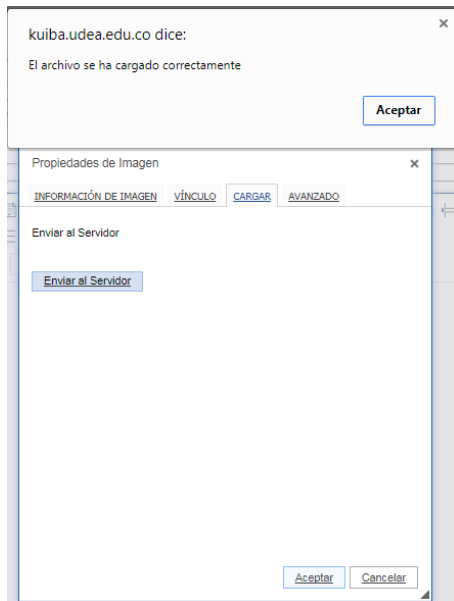 kuiba.udea.edu.co dice:
El archivo se ha cargado correctamente
Aceptar
Propiedades de Imagen
INFORMACIÓN DE IMAGEN VÍNCULO CARGAR AVANZADO
Enviar al Servidor
Enviar al Servidor
Aceptar Cancelar